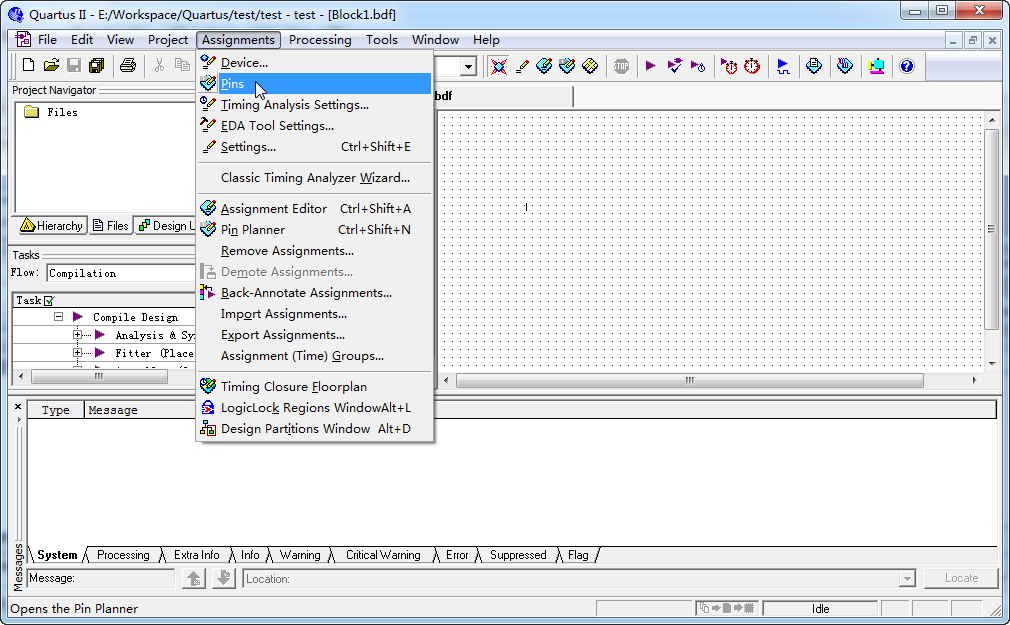 Quartus II - E:/Workspace/Quartus/test/test - test - [Block1.bdf]
File Edit View Project Assignments Processing Tools Window Help
STOP
Project Navigator
Files
Hierarchy Files Design U
Tasks
Flow: Compilation
Task
Compile Design
Analysis & Sy
Fitter (Place
Device...
Pins
Timing Analysis Settings...
EDA Tool Settings...
Settings... Ctrl+Shift+E
Classic Timing Analyzer Wizard...
Assignment Editor Ctrl+Shift+A
Pin Planner Ctrl+Shift+N
Remove Assignments...
Demote Assignments...
Back-Annotate Assignments...
Import Assignments...
Export Assignments...
Assignment (Time) Groups...
Timing Closure Floorplan
LogicLock Regions Window Alt+L
Design Partitions Window Alt+D
bdf
Type Message
Messages
System Processing Extra Info Info Warning Critical Warning Error Suppressed Flag
Message: Location: Locate
Opens the Pin Planner Idle